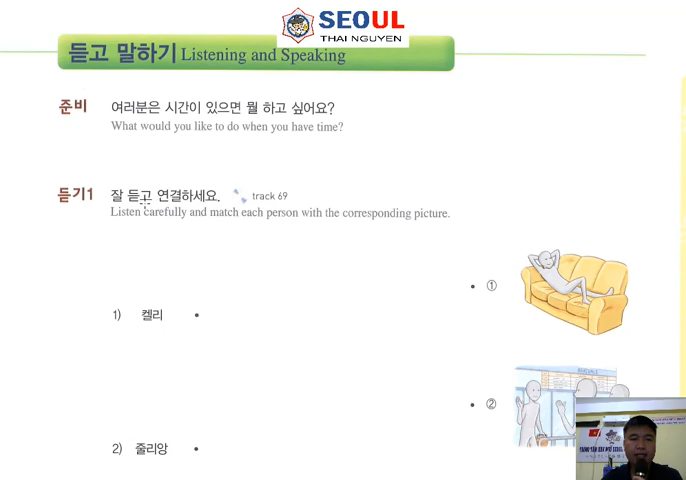 SEOUL
THAI NGUYEN
듣고 말하기 Listening and Speaking
준비 여러분은 시간이 있으면 뭘 하고 싶어요?
What would you like to do when you have time?
듣기1 잘 듣고 연결하세요. track 69
Listen carefully and match each person with the corresponding picture.
• ①
1) 켈리 •
• ②
2) 줄리앙 •